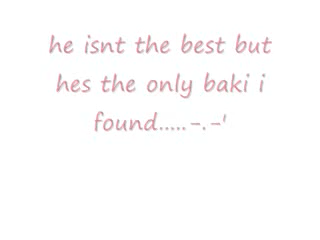 he isnt the best but
hes the only baki i
found.....-.-'